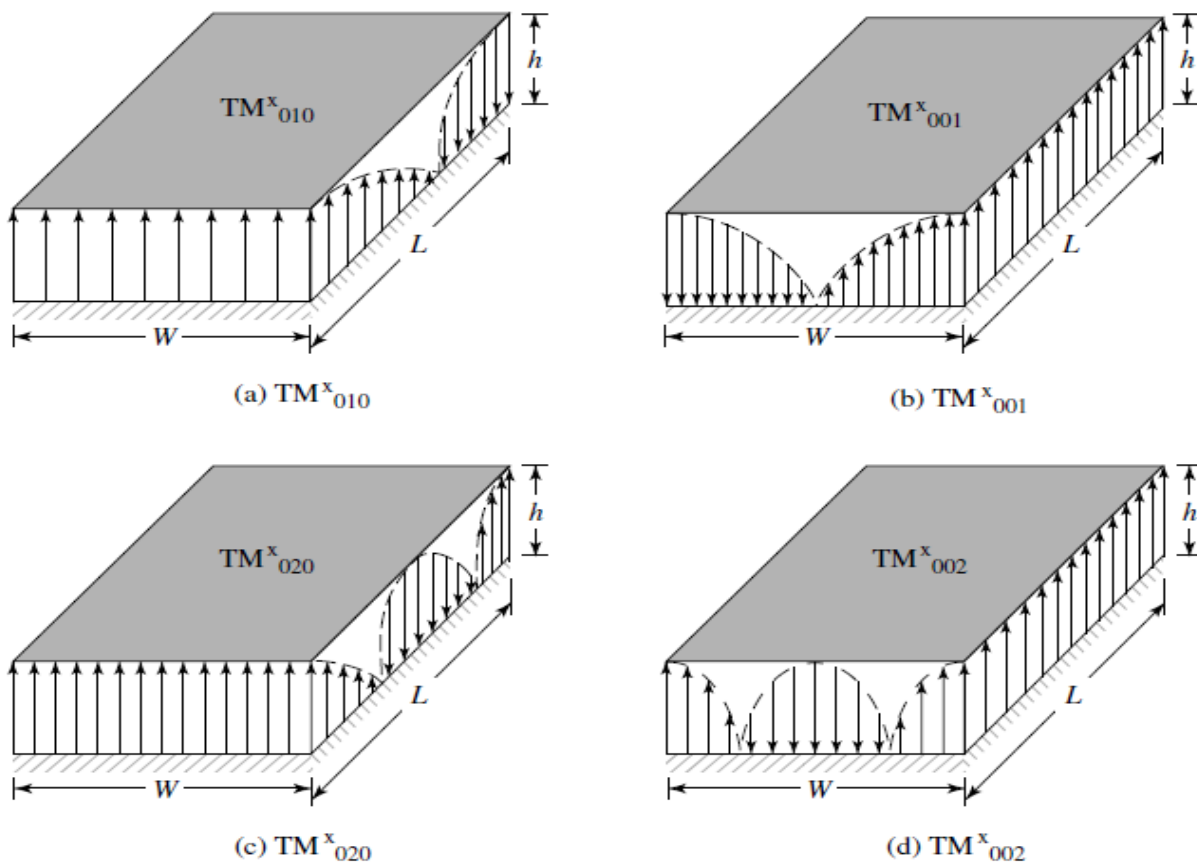 TMˣ₀₁₀
h
L
W
(a) TMˣ₀₁₀
TMˣ₀₀₁
h
L
W
(b) TMˣ₀₀₁
TMˣ₀₂₀
h
L
W
(c) TMˣ₀₂₀
TMˣ₀₀₂
h
L
W
(d) TMˣ₀₀₂